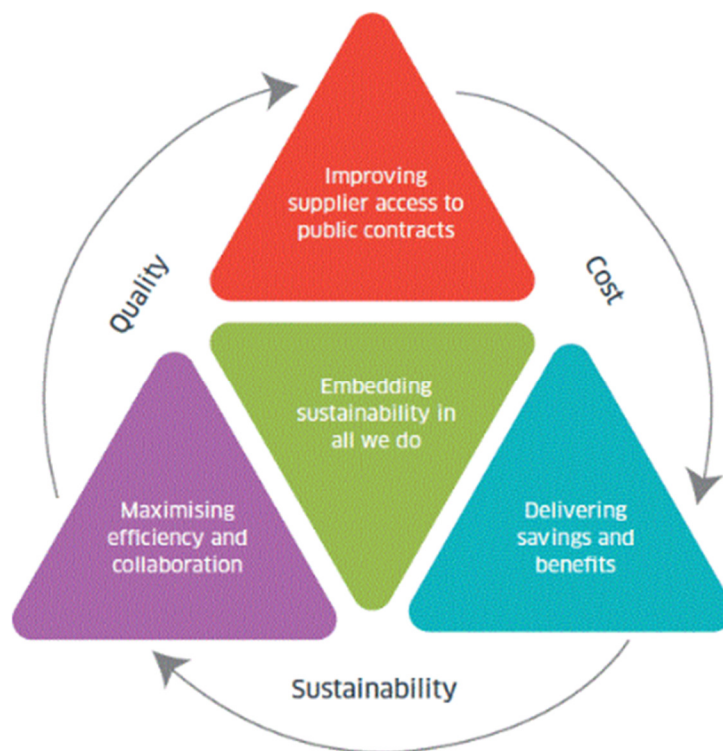 Improving
supplier access to
public contracts
Quality
Cost
Embedding
sustainability in
all we do
Maximising
efficiency and
collaboration
Delivering
savings and
benefits
Sustainability